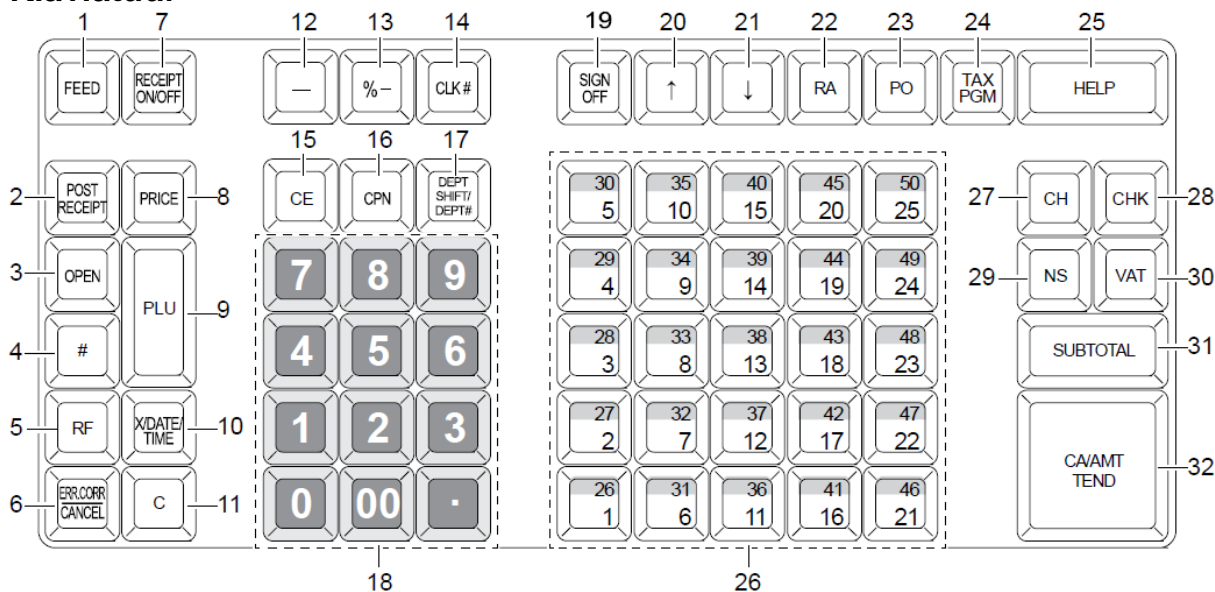 1 7 12 13 14 19 20 21 22 23 24 25
FEED
RECEIPT
ON/OFF
—
%−
CLK#
SIGN
OFF
↑
↓
RA
PO
TAX
PGM
HELP
15 16 17
2
POST
RECEIPT
PRICE
8
CE
CPN
DEPT
SHIFT/
DEPT#
30 35 40 45 50
5 10 15 20 25
27
CH
CHK
28
3
OPEN
PLU
9
7 8 9
29 34 39 44 49
4 9 14 19 24
29
NS
VAT
30
4
#
4 5 6
28 33 38 43 48
3 8 13 18 23
SUBTOTAL
31
5
RF
X/DATE/
TIME
10
1 2 3
27 32 37 42 47
2 7 12 17 22
CA/AMT
TEND
32
6
ERR.CORR
CANCEL
C
11
0 00 ·
26 31 36 41 46
1 6 11 16 21
18 26